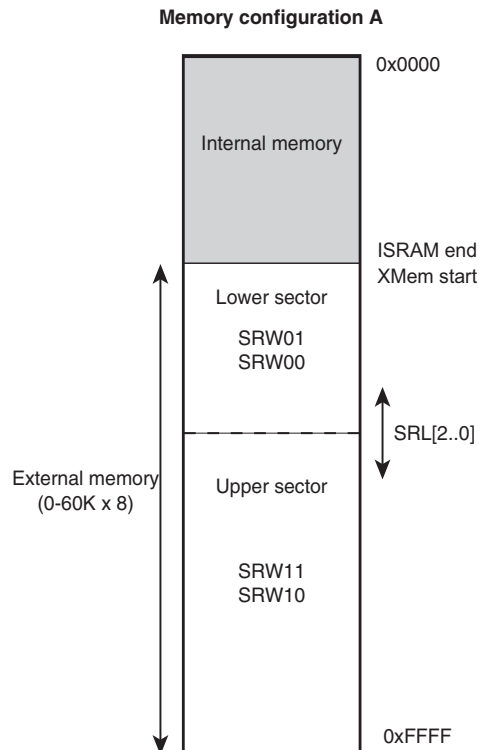 Memory configuration A
0x0000
Internal memory
ISRAM end
XMem start
Lower sector
SRW01
SRW00
SRL[2..0]
External memory
(0-60K x 8)
Upper sector
SRW11
SRW10
0xFFFF